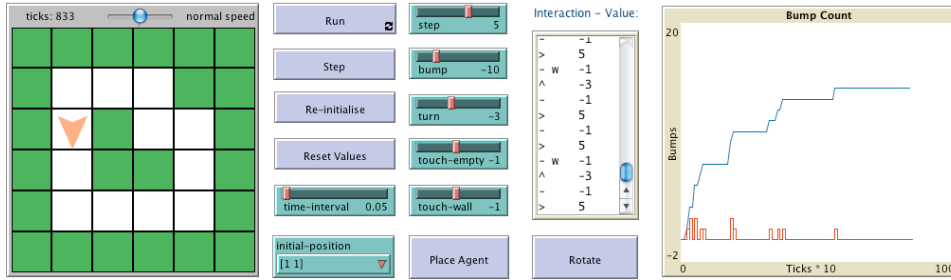 ticks: 833
normal speed
Run
Step
Re-initialise
Reset Values
time-interval 0.05
initial-position
[1 1]
step 5
bump -10
turn -3
touch-empty -1
touch-wall -1
Place Agent
Interaction - Value:
- -1
> 5
- w -1
^ -3
- -1
> 5
- -1
> 5
- w -1
^ -3
- -1
> 5
Rotate
Bump Count
20
Bumps
-2
0
Ticks * 10